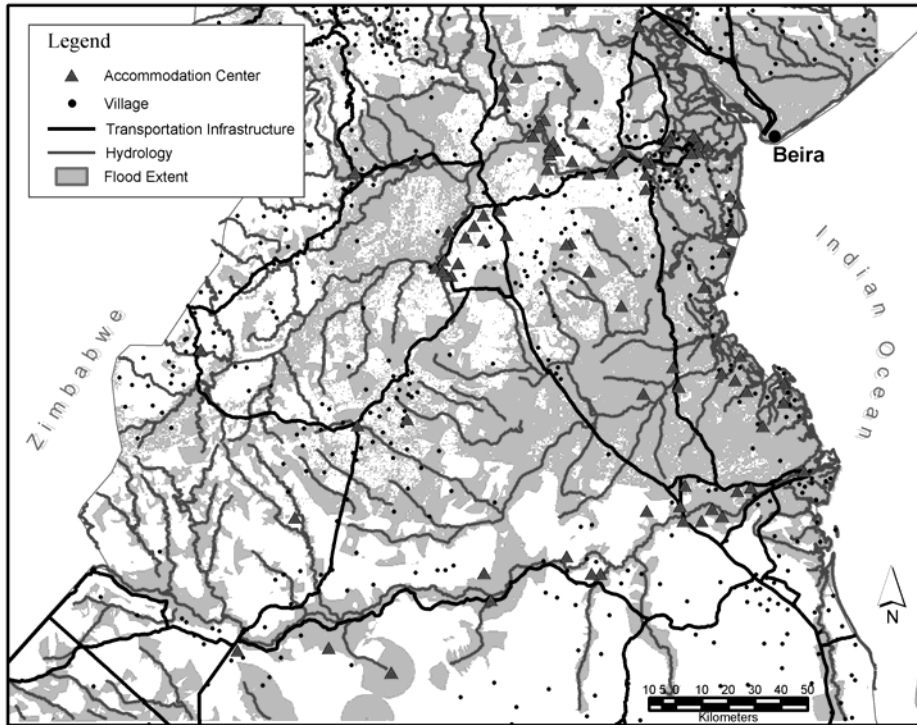 Legend
Accommodation Center
Village
Transportation Infrastructure
Hydrology
Flood Extent
Beira
Zimbabwe
Indian Ocean
N
10 5 0 10 20 30 40 50
Kilometers